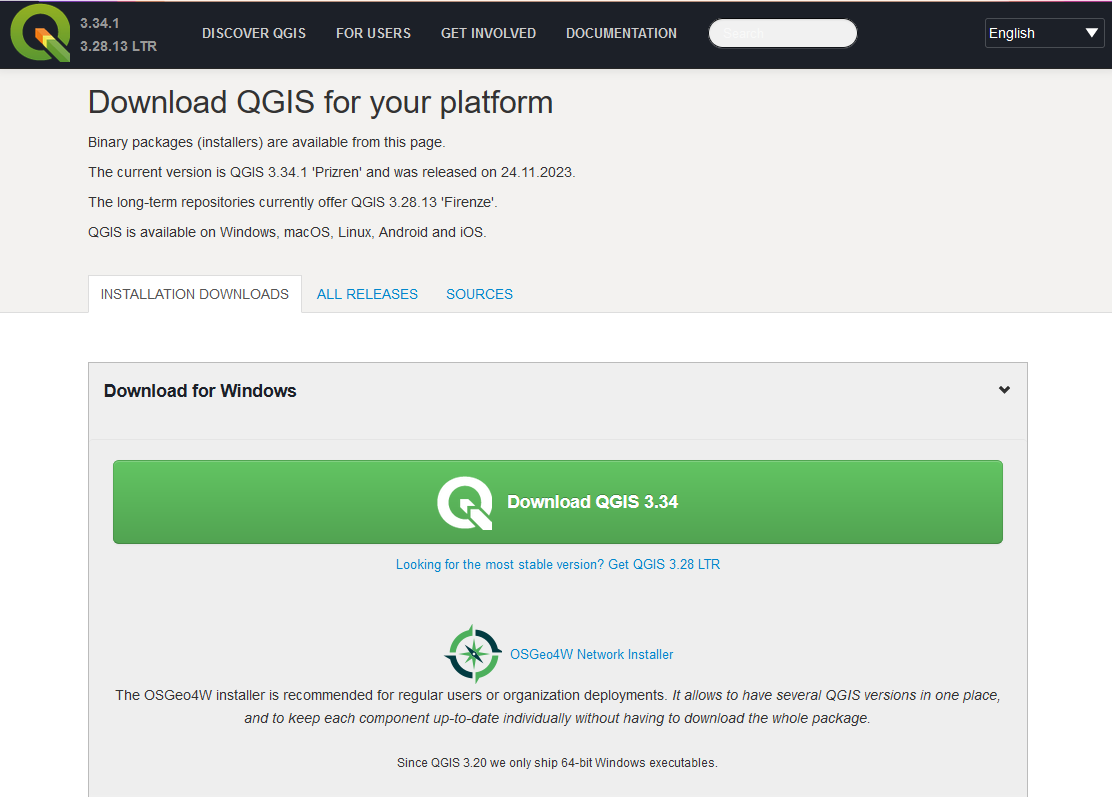 3.34.1
3.28.13 LTR
DISCOVER QGIS
FOR USERS
GET INVOLVED
DOCUMENTATION
Search
English
Download QGIS for your platform
Binary packages (installers) are available from this page.
The current version is QGIS 3.34.1 'Prizren' and was released on 24.11.2023.
The long-term repositories currently offer QGIS 3.28.13 'Firenze'.
QGIS is available on Windows, macOS, Linux, Android and iOS.
INSTALLATION DOWNLOADS
ALL RELEASES
SOURCES
Download for Windows
Download QGIS 3.34
Looking for the most stable version? Get QGIS 3.28 LTR
OSGeo4W Network Installer
The OSGeo4W installer is recommended for regular users or organization deployments. It allows to have several QGIS versions in one place,
and to keep each component up-to-date individually without having to download the whole package.
Since QGIS 3.20 we only ship 64-bit Windows executables.